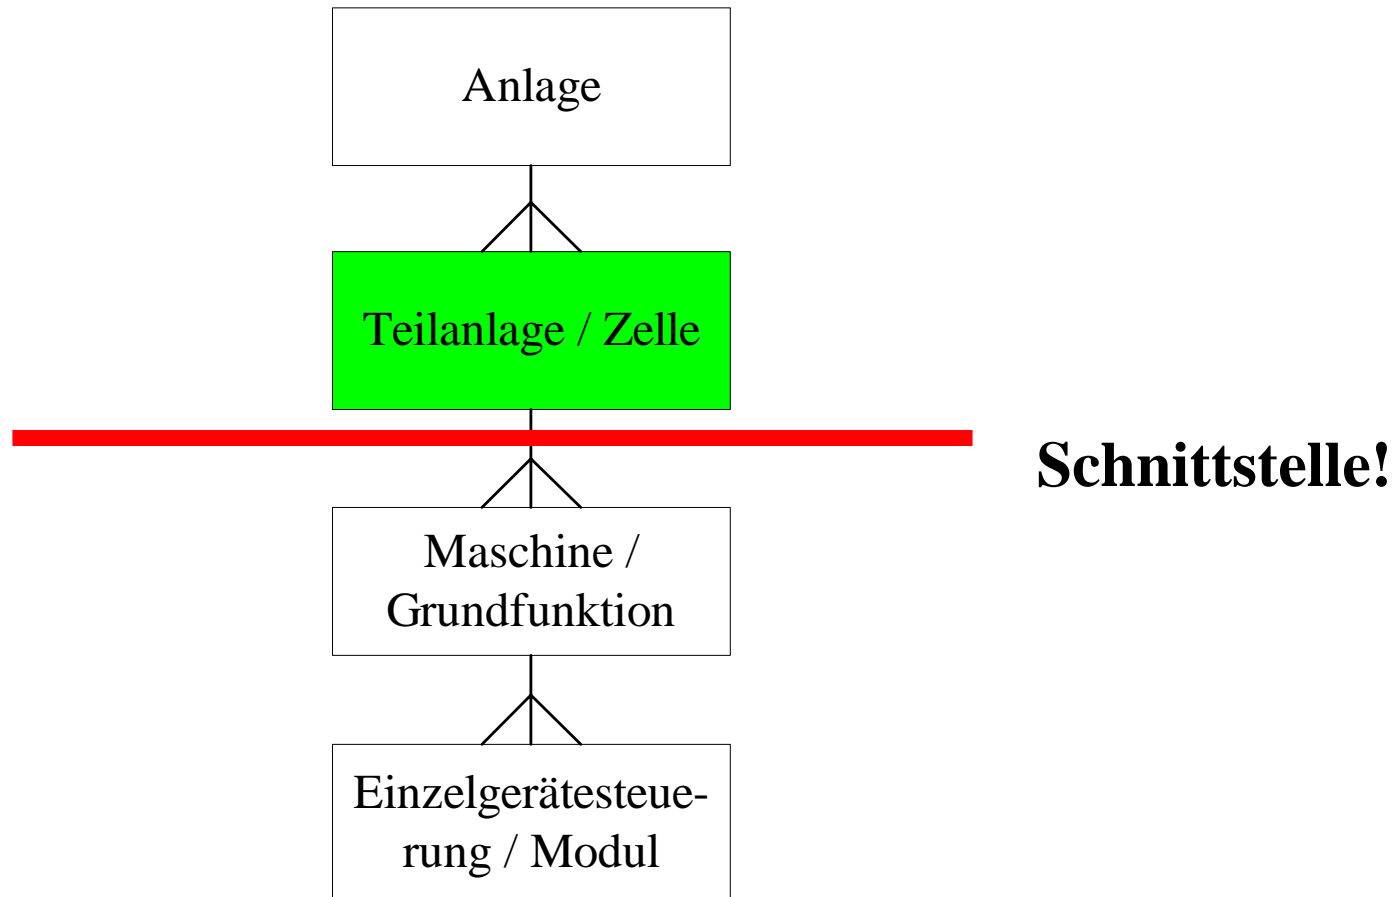 Anlage
Teilanlage / Zelle
Schnittstelle!
Maschine /
Grundfunktion
Einzelgerätesteue-
rung / Modul